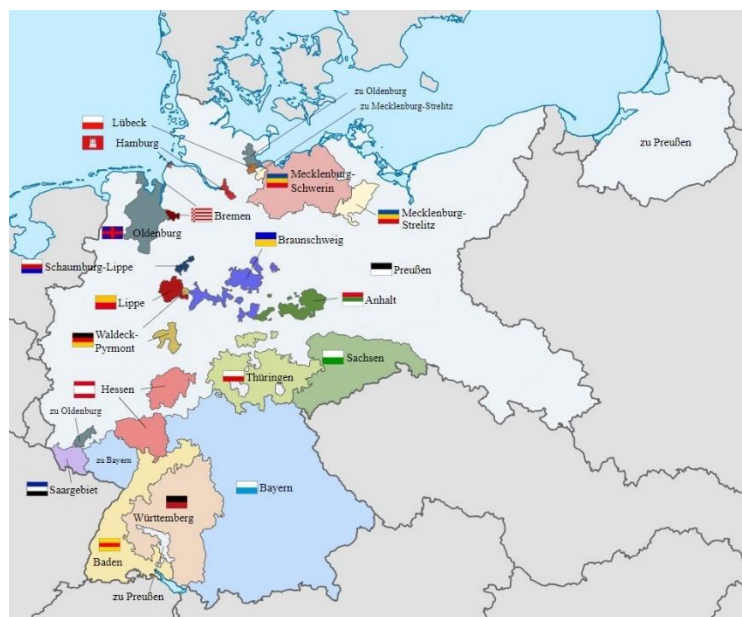 zu Oldenburg
zu Mecklenburg-Strelitz
Lübeck
Hamburg
zu Preußen
Mecklenburg-
Schwerin
Bremen
Mecklenburg-
Strelitz
Oldenburg
Braunschweig
Schaumburg-Lippe
Preußen
Lippe
Anhalt
Waldeck-
Pyrmont
Sachsen
Thüringen
Hessen
zu Oldenburg
zu Bayern
Saargebiet
Bayern
Württemberg
Baden
zu Preußen